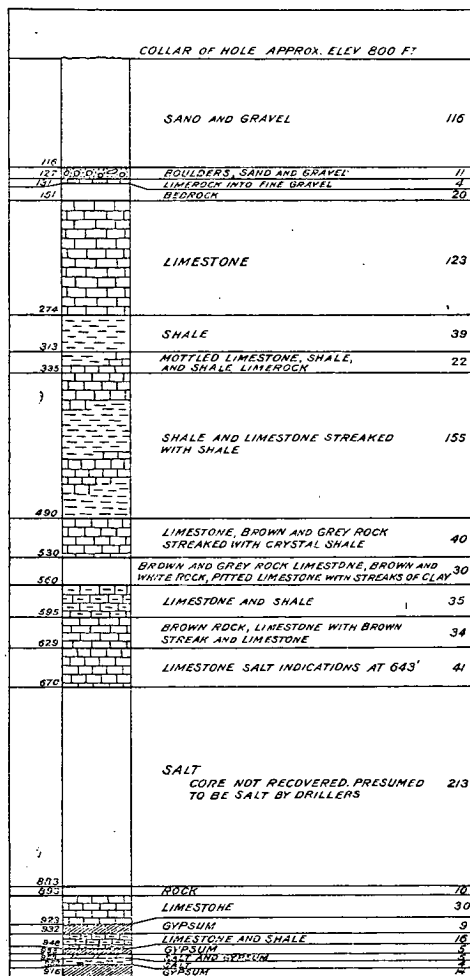 COLLAR OF HOLE APPROX. ELEV 800 FT
SAND AND GRAVEL 116
116
BOULDERS, SAND AND GRAVEL 11
127
LIMEROCK INTO FINE GRAVEL 4
131
BEDROCK 20
151
LIMESTONE 123
274
SHALE 39
313
MOTTLED LIMESTONE, SHALE,
AND SHALE LIMEROCK 22
335
SHALE AND LIMESTONE STREAKED
WITH SHALE 155
490
LIMESTONE, BROWN AND GREY ROCK
STREAKED WITH CRYSTAL SHALE 40
530
BROWN AND GREY ROCK LIMESTONE, BROWN AND
WHITE ROCK, PITTED LIMESTONE WITH STREAKS OF CLAY 30
560
LIMESTONE AND SHALE 35
595
BROWN ROCK, LIMESTONE WITH BROWN
STREAK AND LIMESTONE 34
629
LIMESTONE SALT INDICATIONS AT 643' 41
670
SALT
CORE NOT RECOVERED. PRESUMED
TO BE SALT BY DRILLERS 213
883
ROCK 10
893
LIMESTONE 30
923
GYPSUM 9
932
LIMESTONE AND SHALE 16
948
GYPSUM 5
SALT AND GYPSUM
SALT
GYPSUM